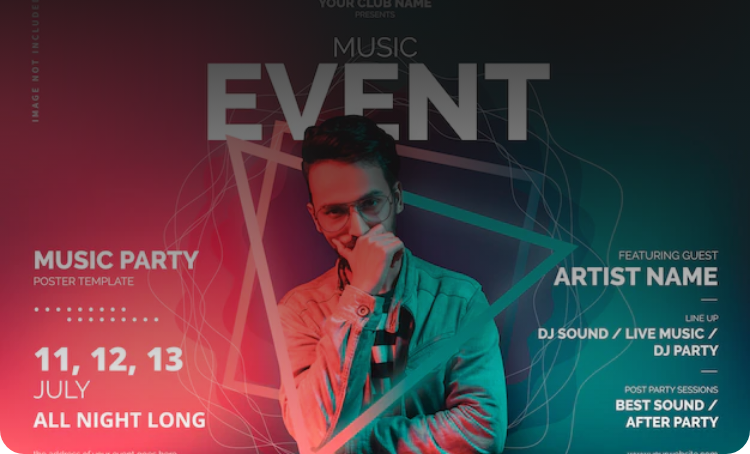 YOUR CLUB NAME
PRESENTS
MUSIC
EVENT
IMAGE NOT INCLUDED
MUSIC PARTY
POSTER TEMPLATE
11, 12, 13
JULY
ALL NIGHT LONG
FEATURING GUEST
ARTIST NAME
LINE UP
DJ SOUND / LIVE MUSIC /
DJ PARTY
POST PARTY SESSIONS
BEST SOUND /
AFTER PARTY